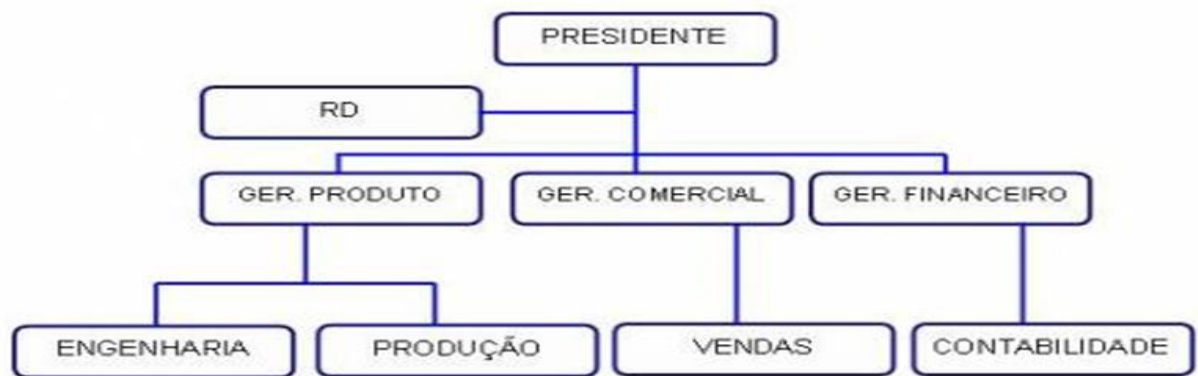 PRESIDENTE
RD
GER. PRODUTO
GER. COMERCIAL
GER. FINANCEIRO
ENGENHARIA
PRODUÇÃO
VENDAS
CONTABILIDADE